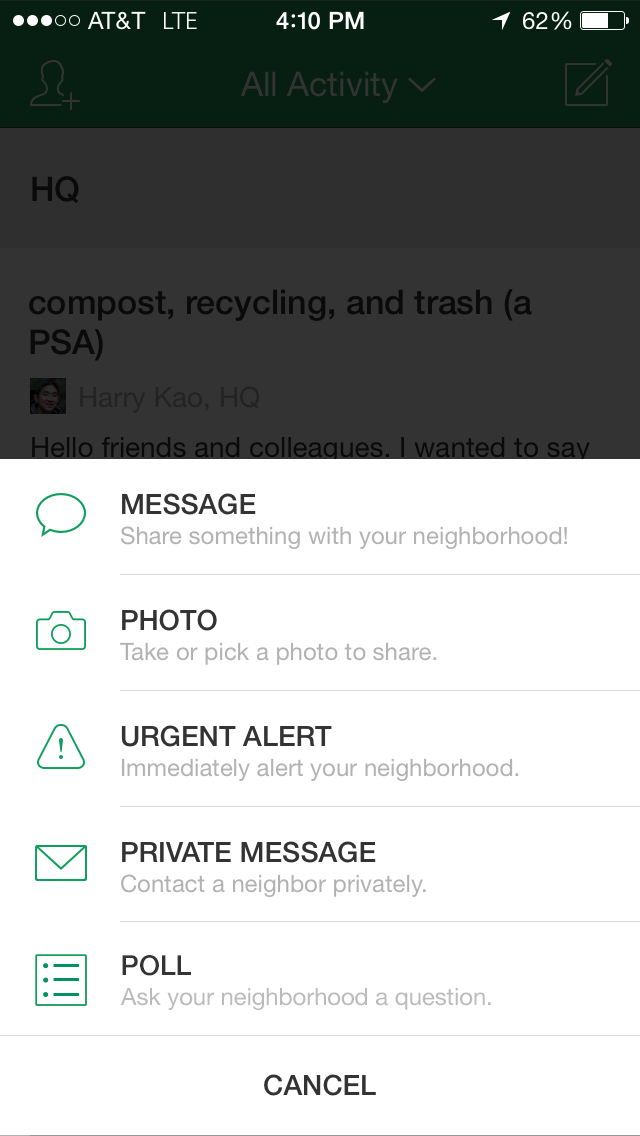 AT&T LTE 4:10 PM 62%
All Activity
HQ
compost, recycling, and trash (a
PSA)
Harry Kao, HQ
Hello friends and colleagues. I wanted to say
MESSAGE
Share something with your neighborhood!
PHOTO
Take or pick a photo to share.
URGENT ALERT
Immediately alert your neighborhood.
PRIVATE MESSAGE
Contact a neighbor privately.
POLL
Ask your neighborhood a question.
CANCEL